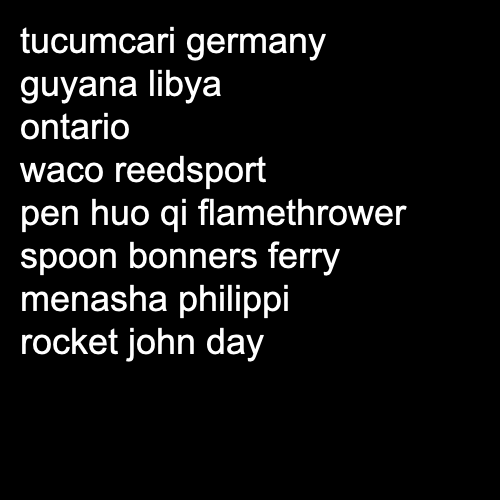 tucumcari germany
guyana libya
ontario
waco reedsport
pen huo qi flamethrower
spoon bonners ferry
menasha philippi
rocket john day